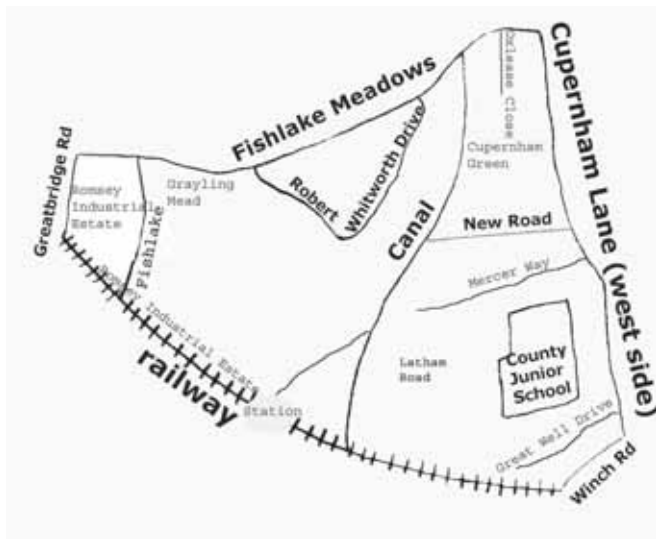 Cupernham Lane (west side)
Oxlease Close
Fishlake Meadows
Greatbridge Rd
Robert
Whitworth Drive
Cupernham
Green
Romsey
Industrial
Estate
Grayling
Mead
Fishlake
Canal
New Road
Mercer Way
Romsey Industrial Estate
railway
Station
Latham
Road
County
Junior
School
Great Well Drive
Winch Rd